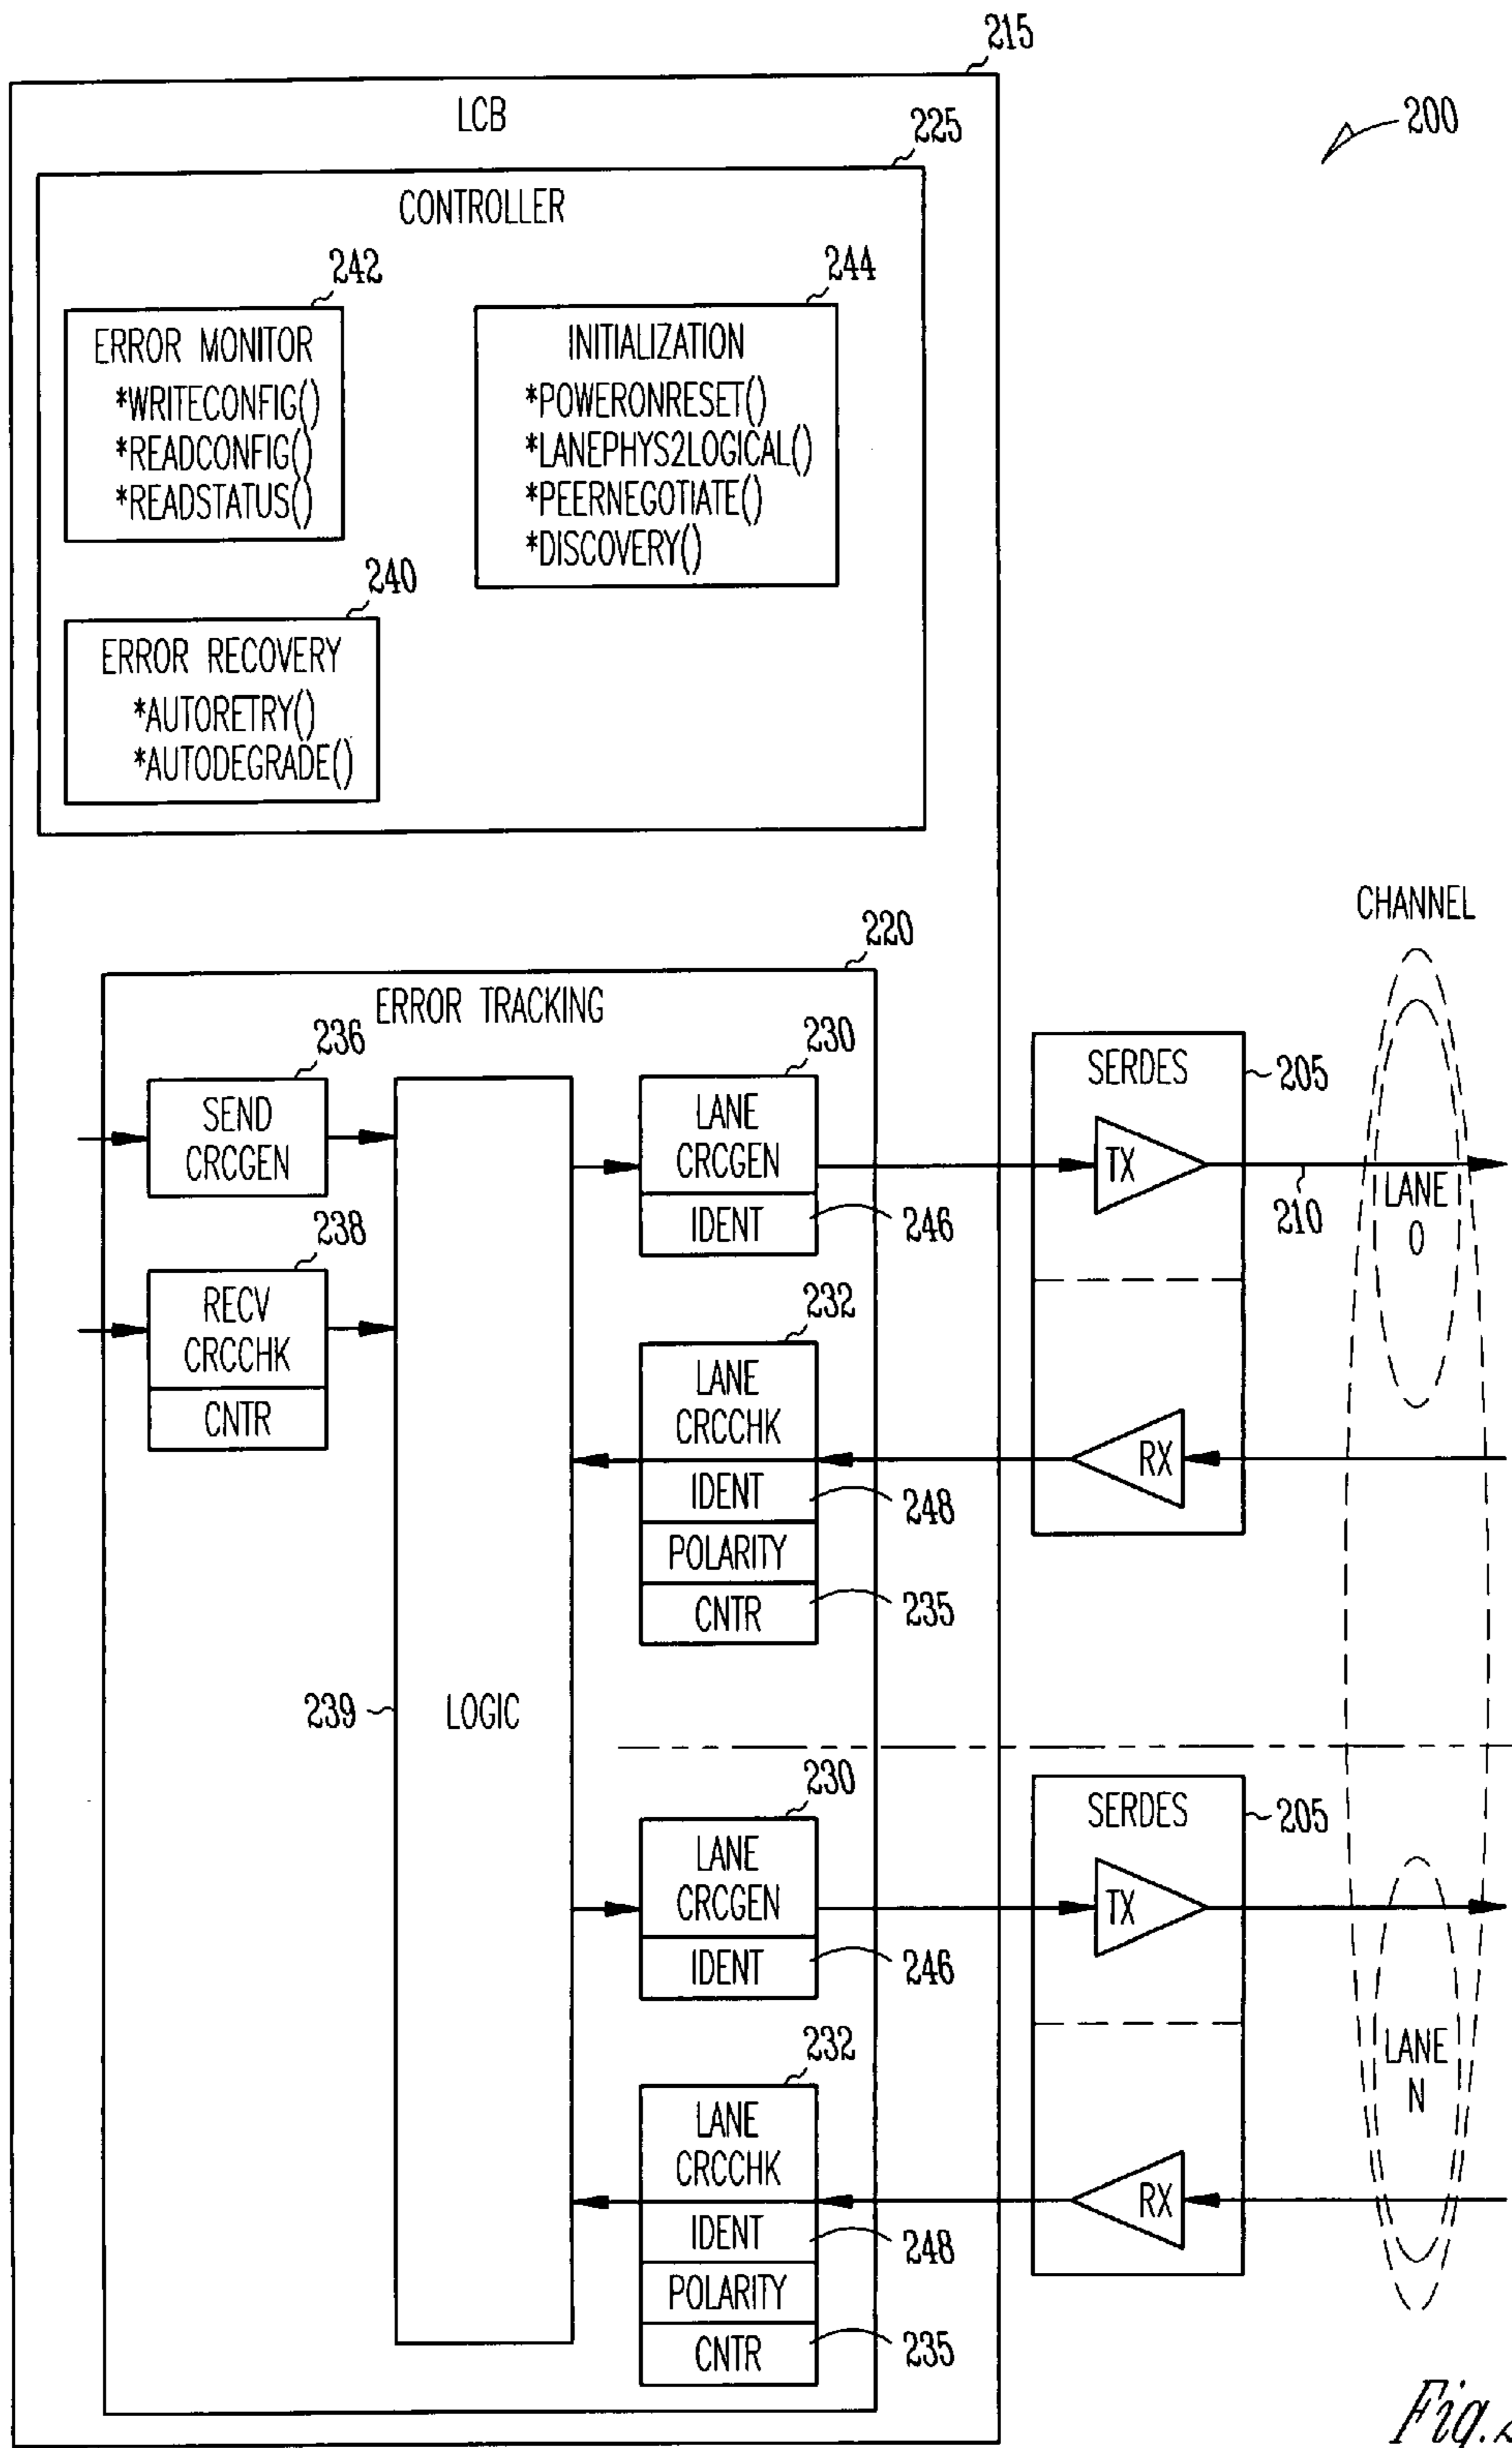 215
LCB
200
225
CONTROLLER
242
ERROR MONITOR
*WRITECONFIG()
*READCONFIG()
*READSTATUS()
244
INITIALIZATION
*POWERONRESET()
*LANEPHYS2LOGICAL()
*PEERNEGOTIATE()
*DISCOVERY()
240
ERROR RECOVERY
*AUTORETRY()
*AUTODEGRADE()
CHANNEL
220
ERROR TRACKING
236
SEND
CRCGEN
238
RECV
CRCCHK
CNTR
239
LOGIC
230
LANE
CRCGEN
IDENT
246
232
LANE
CRCCHK
IDENT
248
POLARITY
CNTR
235
SERDES
205
TX
210
LANE
0
RX
230
LANE
CRCGEN
IDENT
246
232
LANE
CRCCHK
IDENT
248
POLARITY
CNTR
235
SERDES
205
TX
LANE
N
RX
Fig.